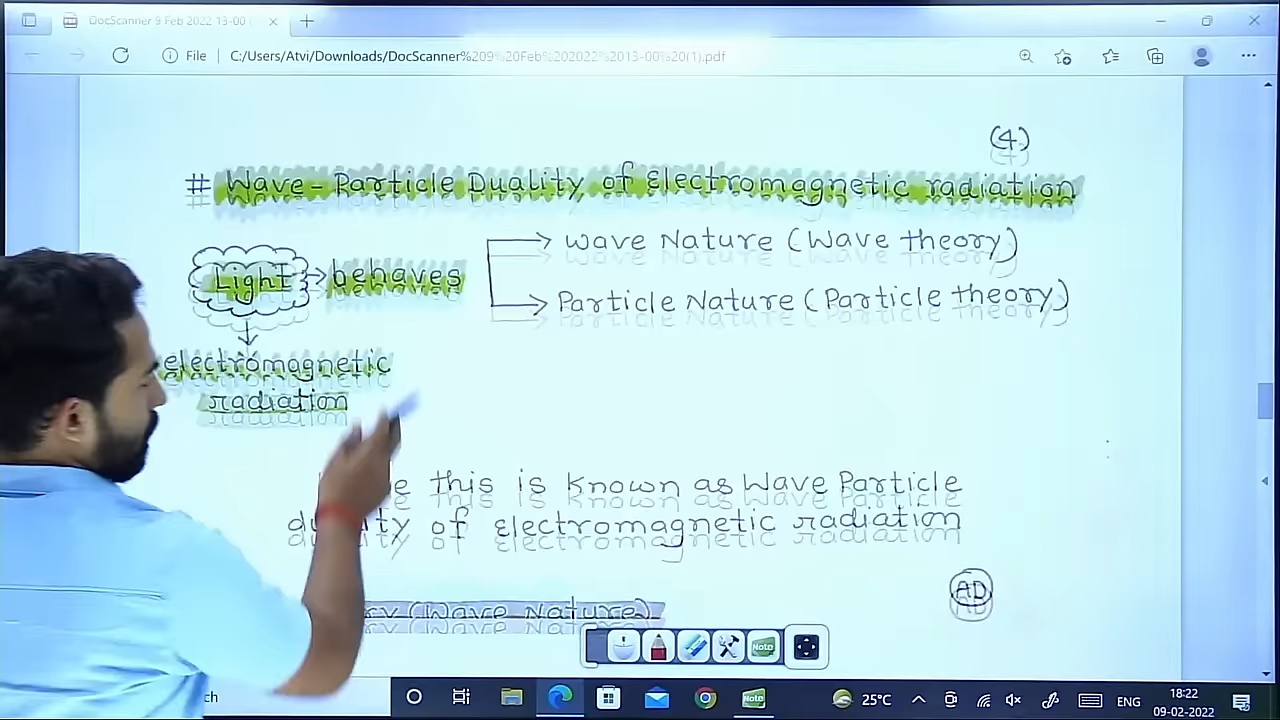 DocScanner 9 Feb 2022 13-00
File C:/Users/Atvi/Downloads/DocScanner%209%20Feb%202022%2013-00%20(1).pdf
(4)
# Wave-Particle Duality of Electromagnetic radiation
Light behaves
wave Nature (Wave theory)
Particle Nature (Particle theory)
electromagnetic
radiation
this is known as Wave Particle
of electromagnetic radiation
AD
(Wave Nature)
Note
25°C ENG 18:22
09-02-2022
Note